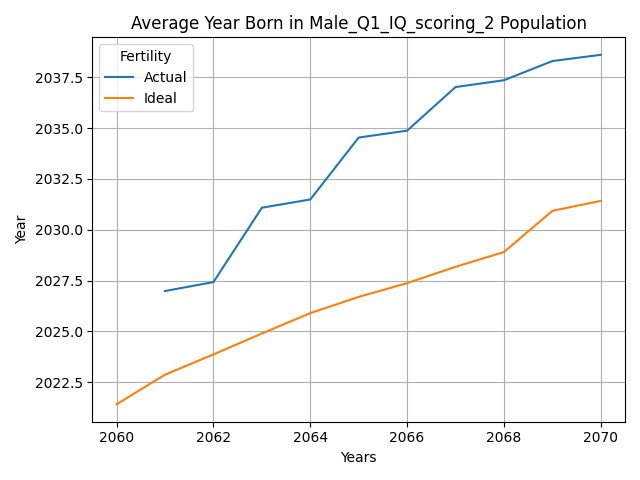 Average Year Born in Male_Q1_IQ_scoring_2 Population
Fertility
Actual
Ideal
2037.5
2035.0
2032.5
2030.0
2027.5
2025.0
2022.5
Year
2060 2062 2064 2066 2068 2070
Years